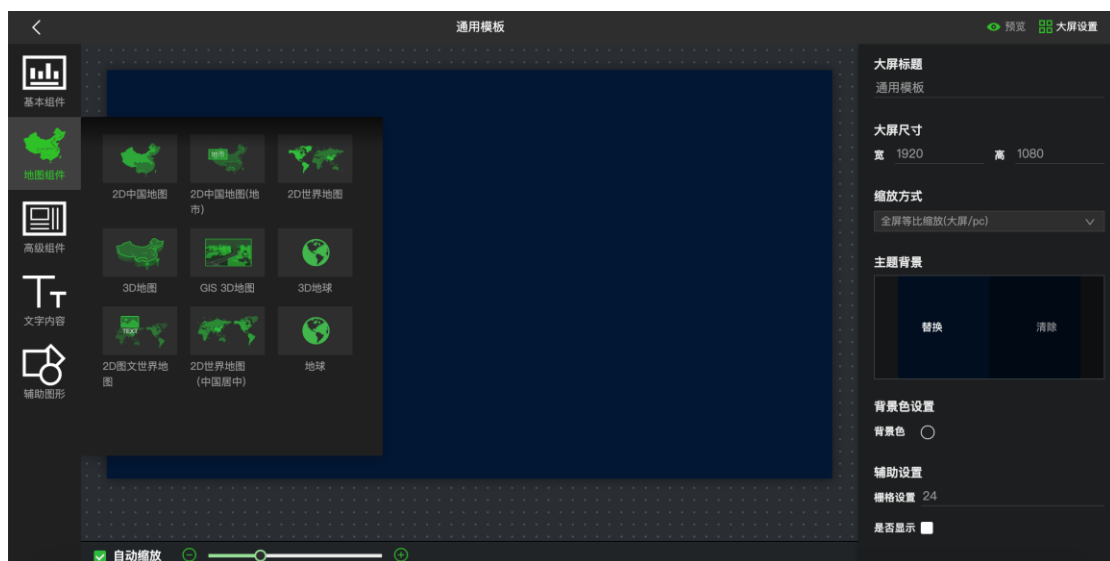 通用模板
预览
大屏设置
基本组件
地图组件
高级组件
文字内容
辅助图形
地市
2D中国地图
2D中国地图(地
市)
2D世界地图
3D地图
GIS 3D地图
3D地球
TEXT
2D图文世界地
图
2D世界地图
(中国居中)
地球
自动缩放
大屏标题
通用模板
大屏尺寸
宽 1920 高 1080
缩放方式
全屏等比缩放(大屏/pc)
主题背景
替换 清除
背景色设置
背景色
辅助设置
栅格设置 24
是否显示